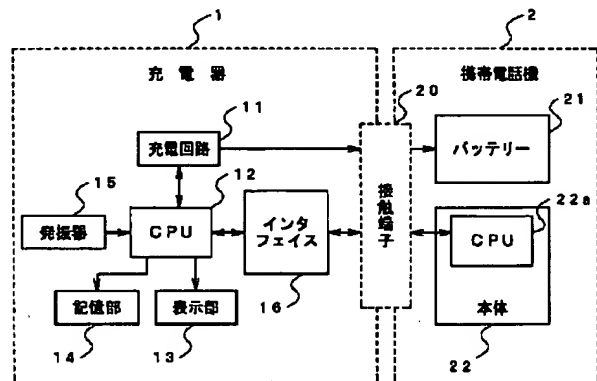 1
2
充電器
携帯電話機
11
20
21
充電回路
バッテリー
15
12
22a
発振器
CPU
インタ
フェイス
接触端子
CPU
記憶部
表示部
16
本体
14
13
22